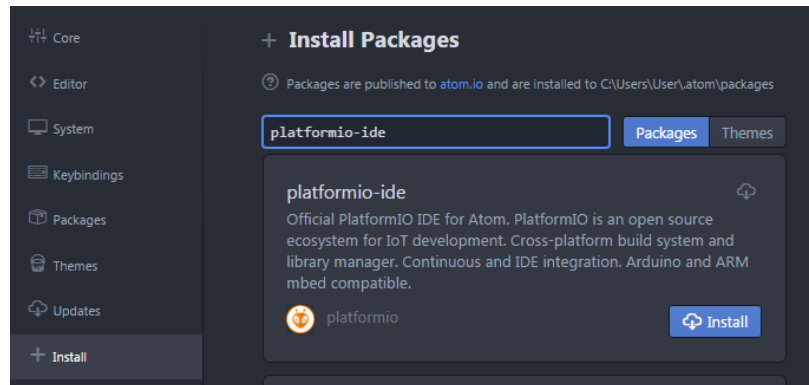 Core
Editor
System
Keybindings
Packages
Themes
Updates
Install
Install Packages
Packages are published to atom.io and are installed to C:\Users\User\.atom\packages
platformio-ide
Packages Themes
platformio-ide
Official PlatformIO IDE for Atom. PlatformIO is an open source
ecosystem for IoT development. Cross-platform build system and
library manager. Continuous and IDE integration. Arduino and ARM
mbed compatible.
platformio
Install